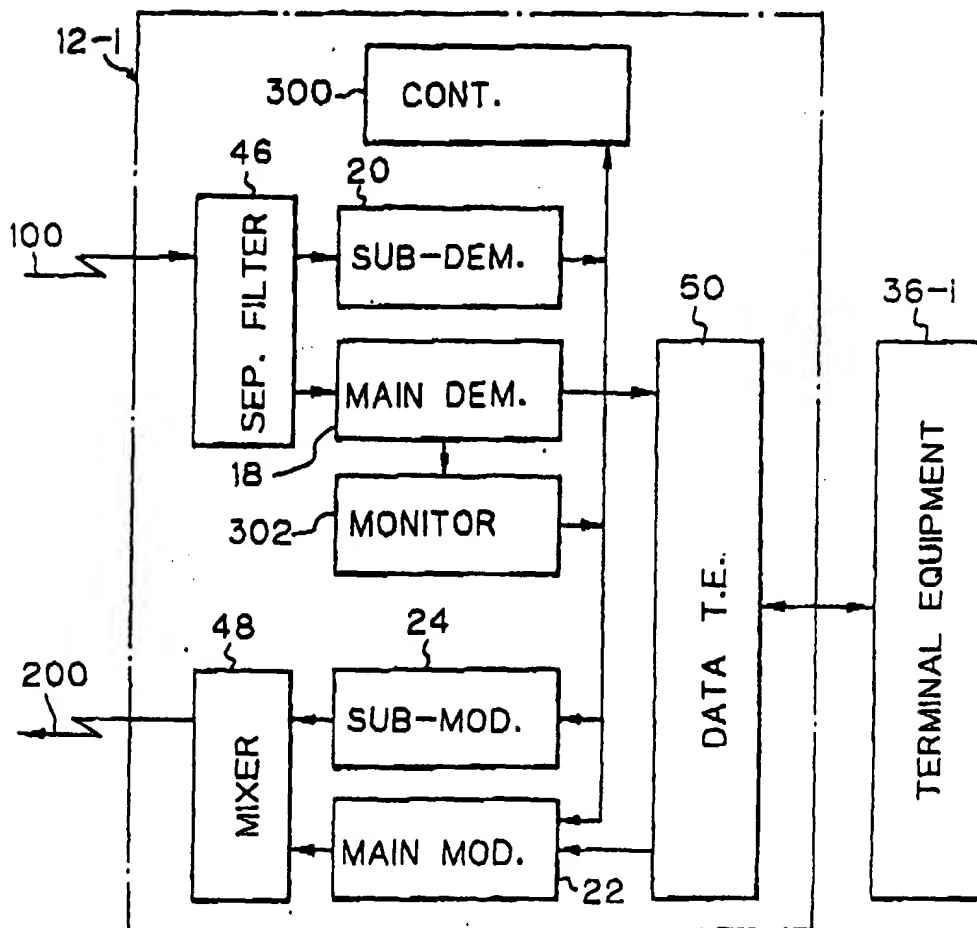 12-1
300
CONT.
46
20
100
SEP. FILTER
SUB-DEM.
50
36-i
MAIN DEM.
18
302
MONITOR
DATA T.E.
TERMINAL EQUIPMENT
48
24
200
MIXER
SUB-MOD.
MAIN MOD.
22